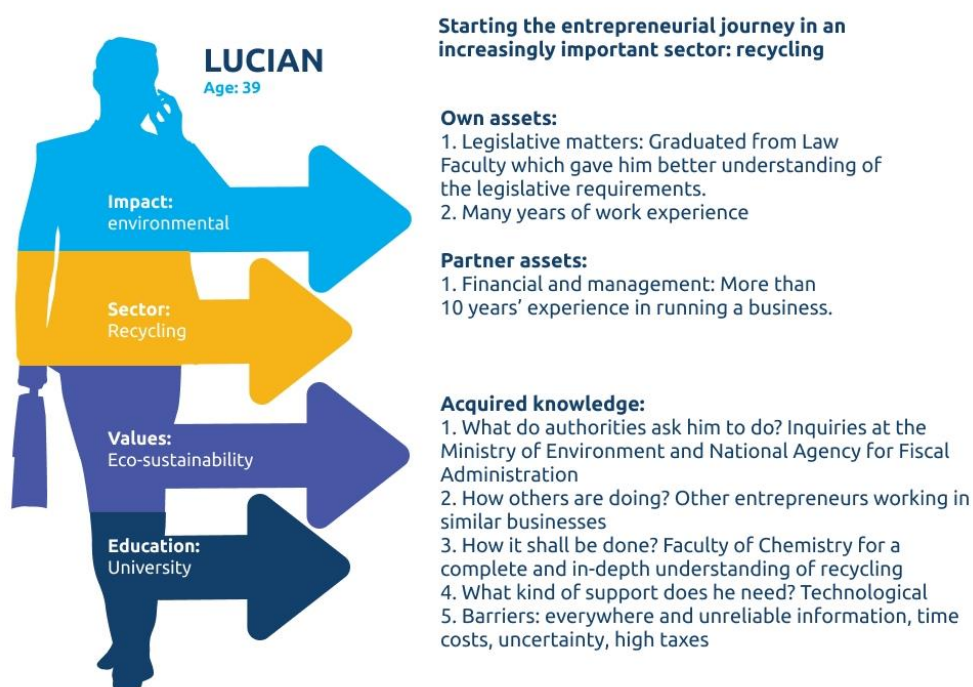 LUCIAN
Age: 39
Impact:
environmental
Sector:
Recycling
Values:
Eco-sustainability
Education:
University
Starting the entrepreneurial journey in an
increasingly important sector: recycling
Own assets:
1. Legislative matters: Graduated from Law
Faculty which gave him better understanding of
the legislative requirements.
2. Many years of work experience
Partner assets:
1. Financial and management: More than
10 years’ experience in running a business.
Acquired knowledge:
1. What do authorities ask him to do? Inquiries at the
Ministry of Environment and National Agency for Fiscal
Administration
2. How others are doing? Other entrepreneurs working in
similar businesses
3. How it shall be done? Faculty of Chemistry for a
complete and in-depth understanding of recycling
4. What kind of support does he need? Technological
5. Barriers: everywhere and unreliable information, time
costs, uncertainty, high taxes